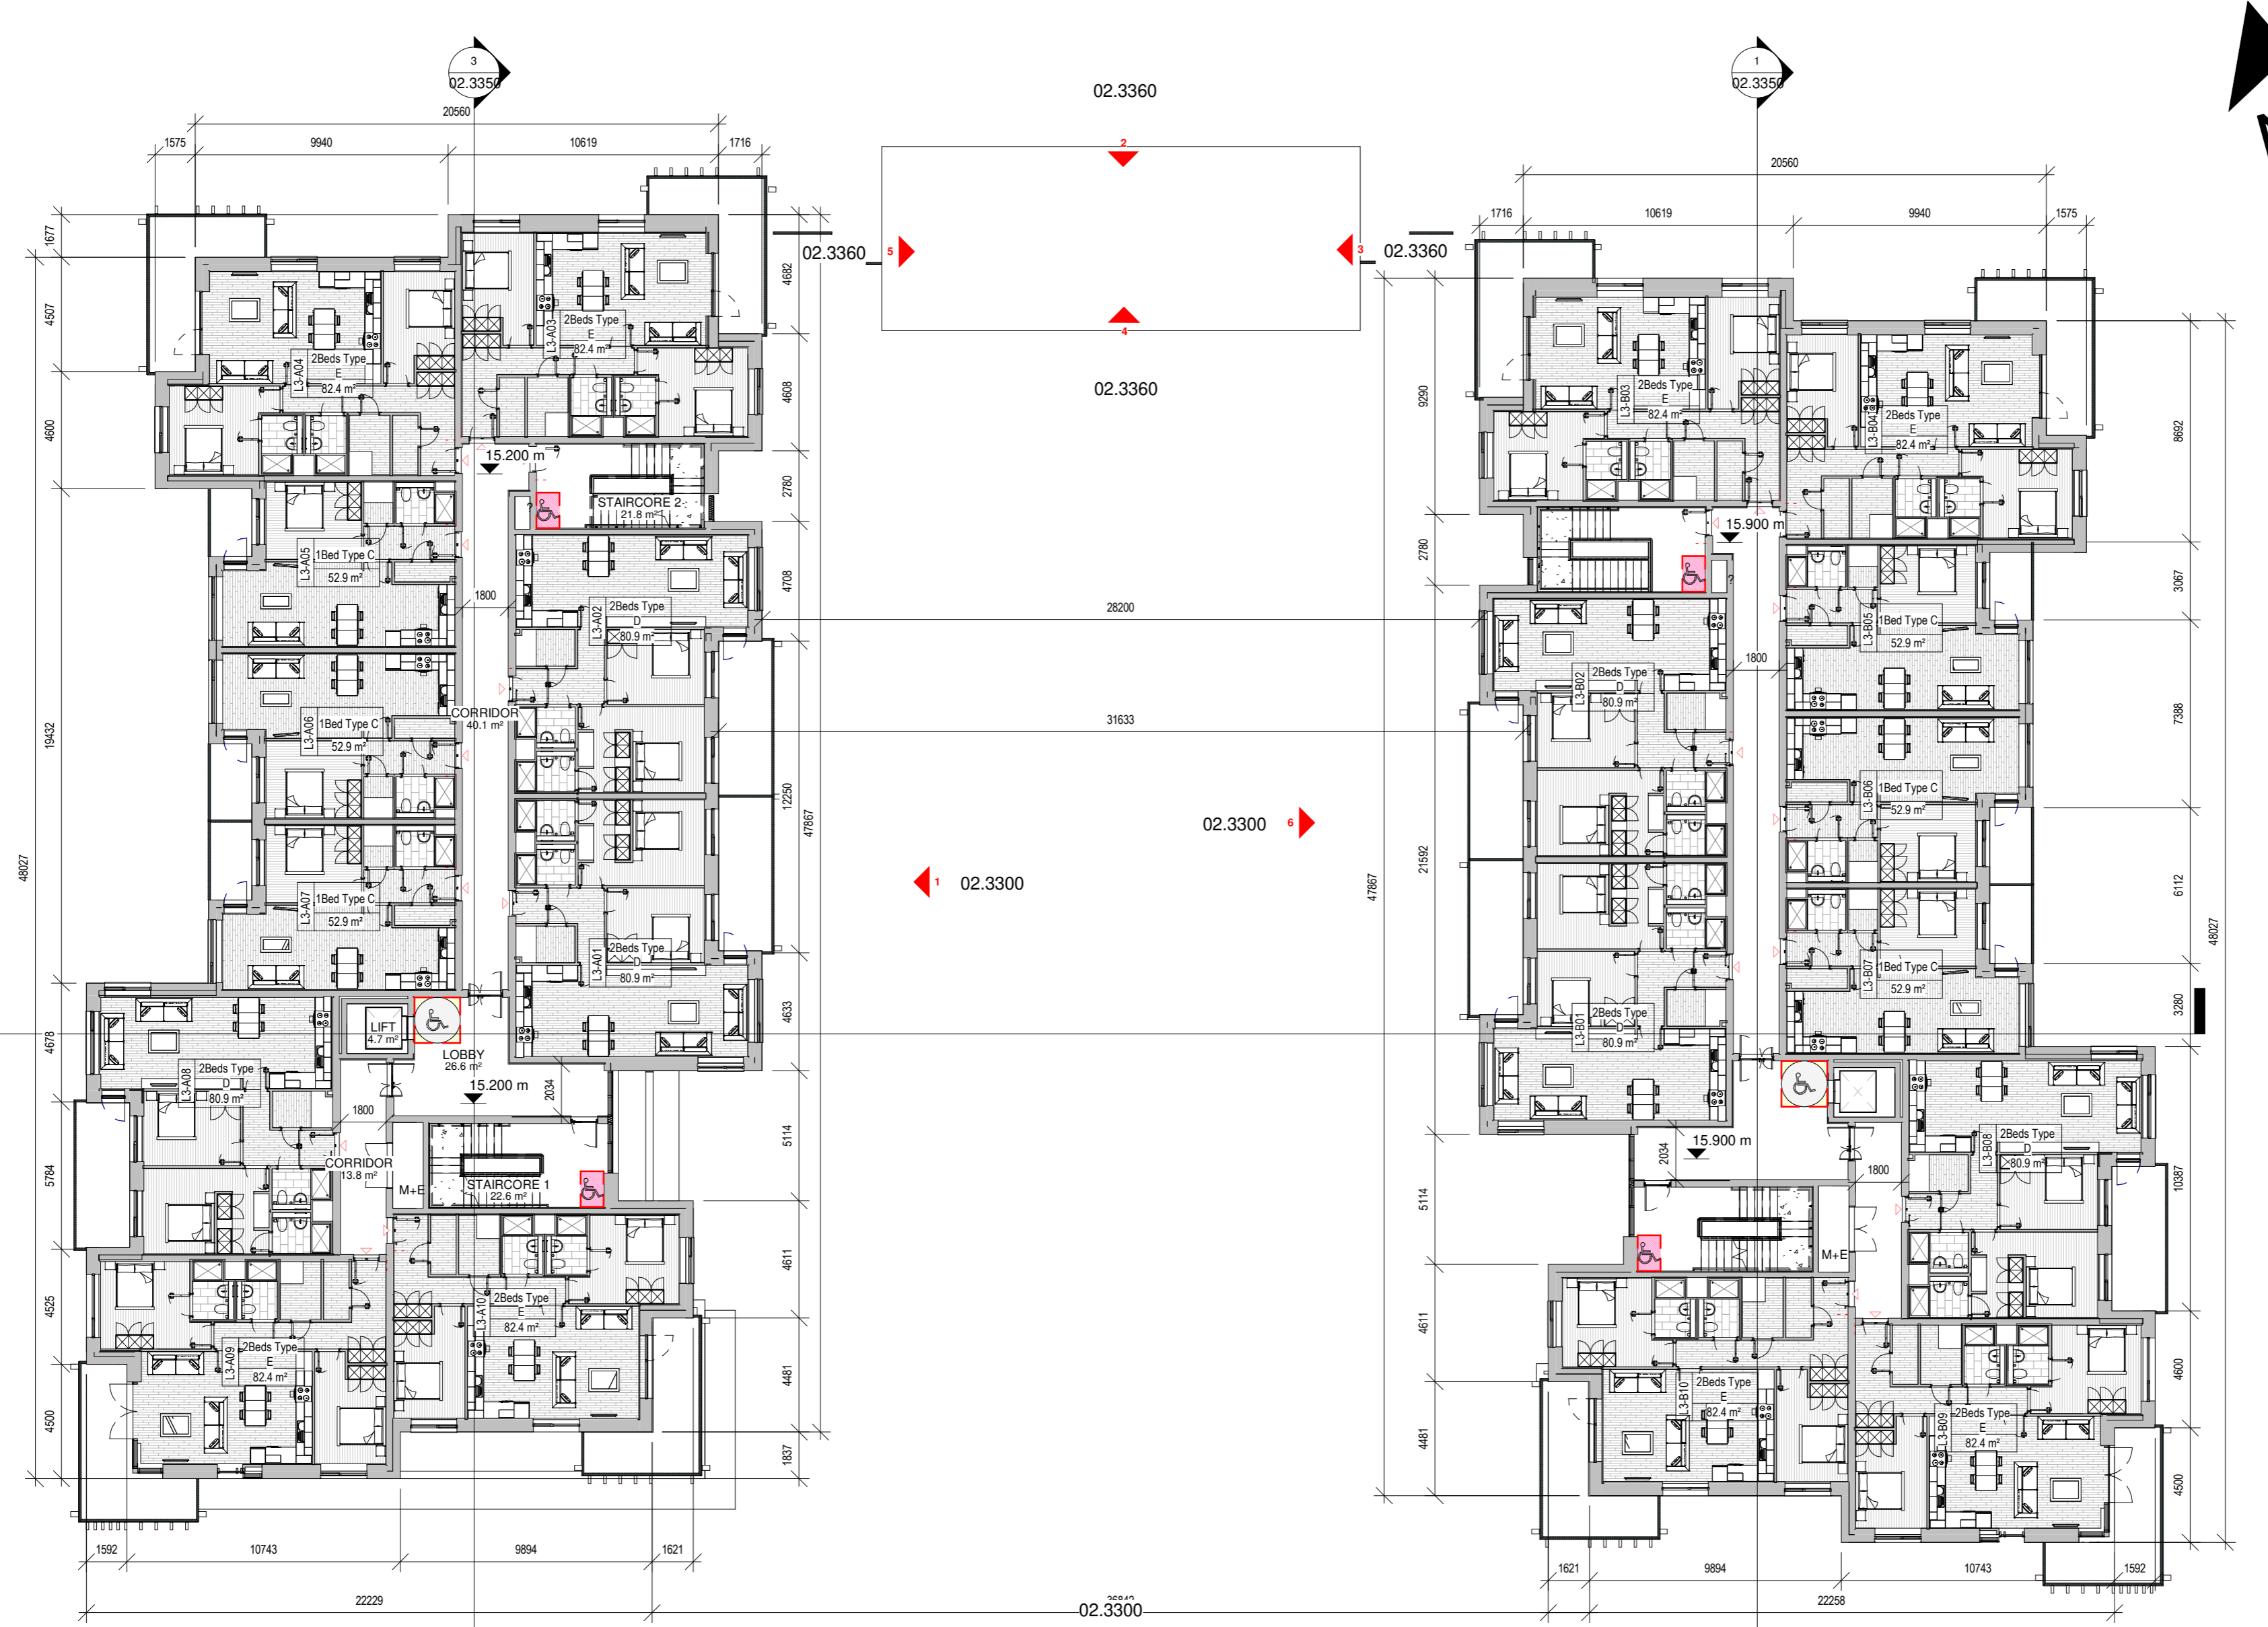 3
02.3350
1
02.3350
02.3360
20560
1575
9940
10619
1716
2
20560
1716
10619
9940
1575
02.3360
5
3
02.3360
4
02.3360
1677
4507
4600
19432
48027
4678
5784
4525
4500
4682
4608
2780
4708
12250
47867
4633
5114
4611
4481
1837
L3-A04
2Beds Type
E
82.4 m²
L3-A03
2Beds Type
E
82.4 m²
15.200 m
STAIRCORE 2
21.8 m²
?
L3-A05
1Bed Type C
52.9 m²
1800
L3-A02
2Beds Type
D
80.9 m²
CORRIDOR
40.1 m²
L3-A06
1Bed Type C
52.9 m²
L3-A07
1Bed Type C
52.9 m²
L3-A01
2Beds Type
D
80.9 m²
LIFT
4.7 m²
LOBBY
26.6 m²
15.200 m
2034
L3-A08
2Beds Type
D
80.9 m²
1800
CORRIDOR
13.8 m²
M+E
STAIRCORE 1
22.6 m²
L3-A10
2Beds Type
E
82.4 m²
L3-A09
2Beds Type
E
82.4 m²
1592
10743
9894
1621
22229
28200
31633
02.3300
6
1
02.3300
02.3300
9290
2780
21592
47867
5114
4611
4481
8692
3067
7388
6112
48027
3280
10387
4600
4500
L3-B03
2Beds Type
E
82.4 m²
L3-B04
2Beds Type
E
82.4 m²
15.900 m
?
L3-B05
1Bed Type C
52.9 m²
1800
L3-B02
2Beds Type
D
80.9 m²
L3-B06
1Bed Type C
52.9 m²
L3-B07
1Bed Type C
52.9 m²
L3-B01
2Beds Type
D
80.9 m²
15.900 m
2034
L3-B08
2Beds Type
D
80.9 m²
1800
M+E
L3-B10
2Beds Type
E
82.4 m²
L3-B09
2Beds Type
E
82.4 m²
1621
9894
10743
1592
22258